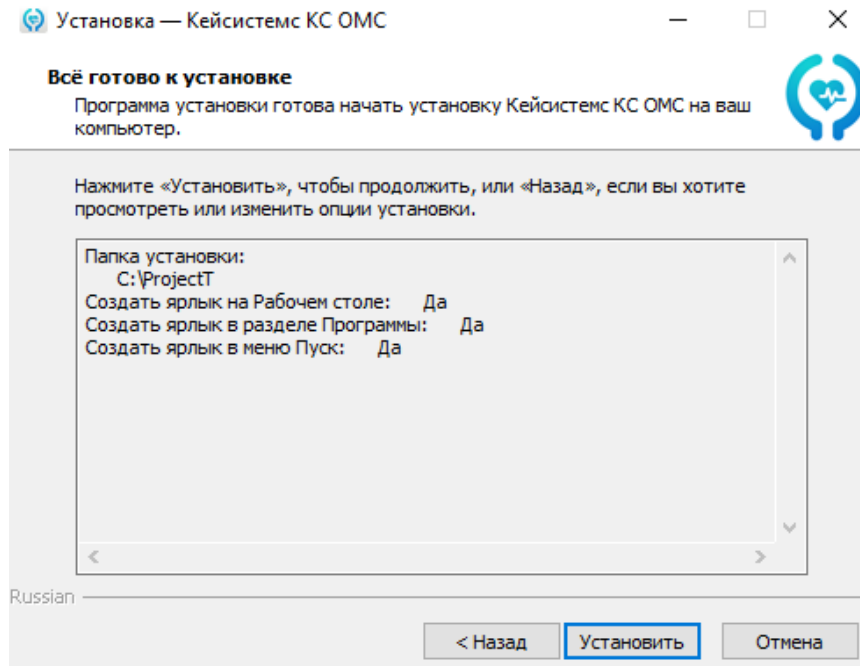 Установка — Кейсистемс КС ОМС
Всё готово к установке
Программа установки готова начать установку Кейсистемс КС ОМС на ваш
компьютер.
Нажмите «Установить», чтобы продолжить, или «Назад», если вы хотите
просмотреть или изменить опции установки.
Папка установки:
C:\ProjectT
Создать ярлык на Рабочем столе: Да
Создать ярлык в разделе Программы: Да
Создать ярлык в меню Пуск: Да
Russian
< Назад Установить Отмена